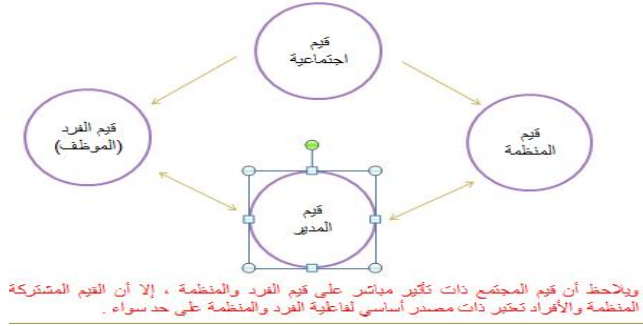 قيم
اجتماعية
قيم الفرد
(الموظف)
قيم
المنظمة
قيم
المدير
ويلاحظ أن قيم المجتمع ذات تأثير مباشر على قيم الفرد والمنظمة ، إلا أن القيم المشتركة
المنظمة والأفراد تعتبر ذات مصدر أساسي لفاعلية الفرد والمنظمة على حد سواء .